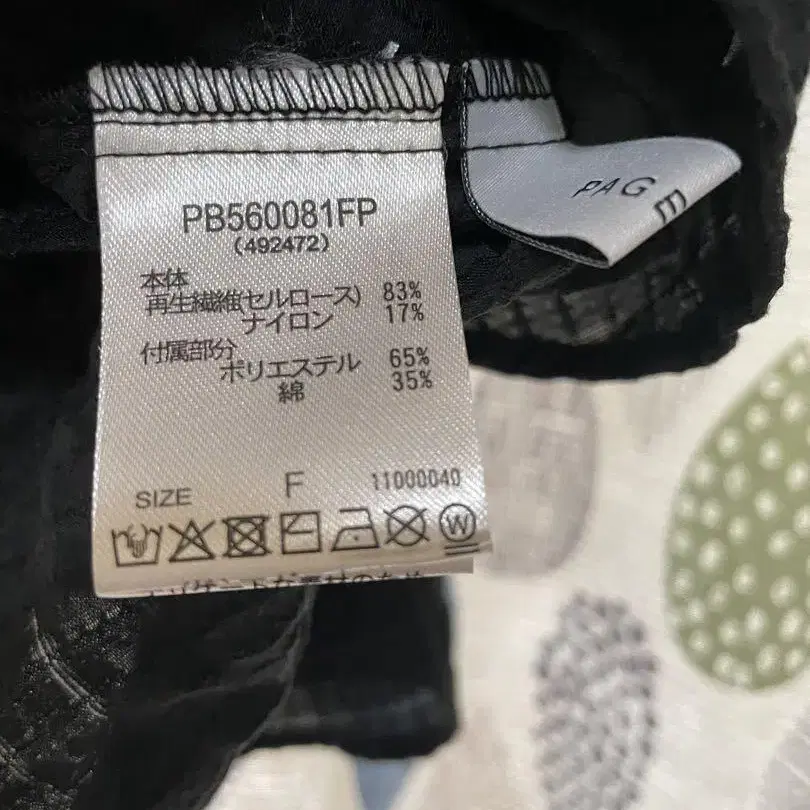 PB560081FP
(492472)
本体
再生繊維(セルロース) 83%
ナイロン 17%
付属部分
ポリエステル 65%
綿 35%
SIZE F 11000040
W
PAGE